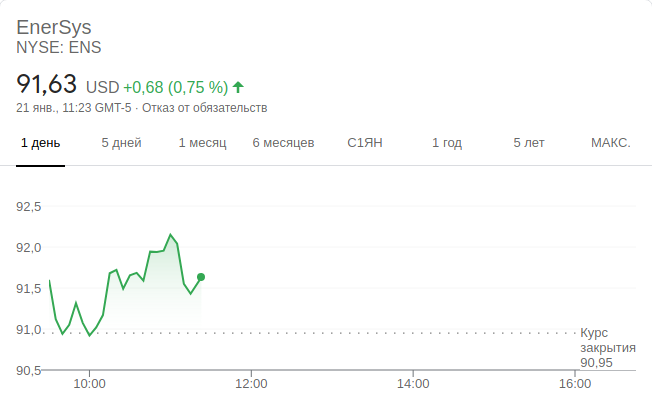 EnerSys
NYSE: ENS
91,63 USD +0,68 (0,75 %)
21 янв., 11:23 GMT-5 · Отказ от обязательств
1 день 5 дней 1 месяц 6 месяцев С1ЯН 1 год 5 лет МАКС.
92,5
92,0
91,5
91,0
Курс
закрытия
90,95
90,5
10:00 12:00 14:00 16:00